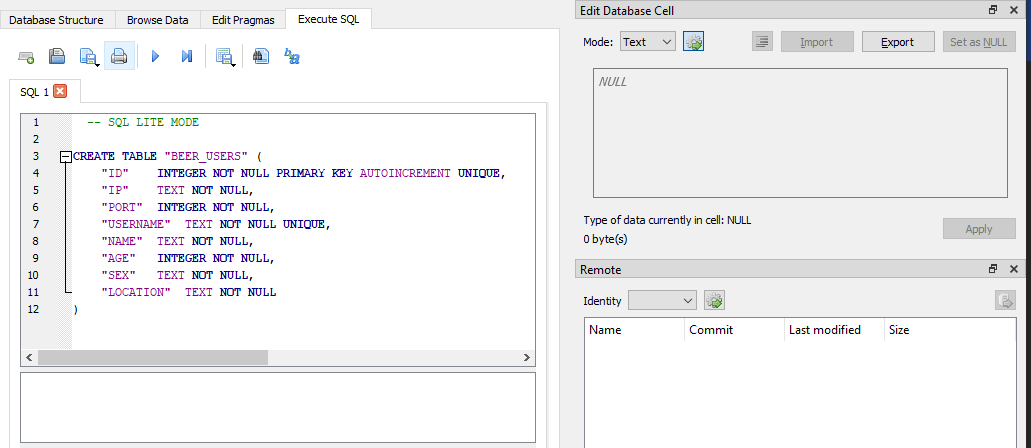 Database Structure Browse Data Edit Pragmas Execute SQL
SQL 1
1 -- SQL LITE MODE
2
3 CREATE TABLE "BEER_USERS" (
4 "ID" INTEGER NOT NULL PRIMARY KEY AUTOINCREMENT UNIQUE,
5 "IP" TEXT NOT NULL,
6 "PORT" INTEGER NOT NULL,
7 "USERNAME" TEXT NOT NULL UNIQUE,
8 "NAME" TEXT NOT NULL,
9 "AGE" INTEGER NOT NULL,
10 "SEX" TEXT NOT NULL,
11 "LOCATION" TEXT NOT NULL
12 )
Edit Database Cell
Mode: Text Import Export Set as NULL
NULL
Type of data currently in cell: NULL
0 byte(s)
Apply
Remote
Identity
Name Commit Last modified Size